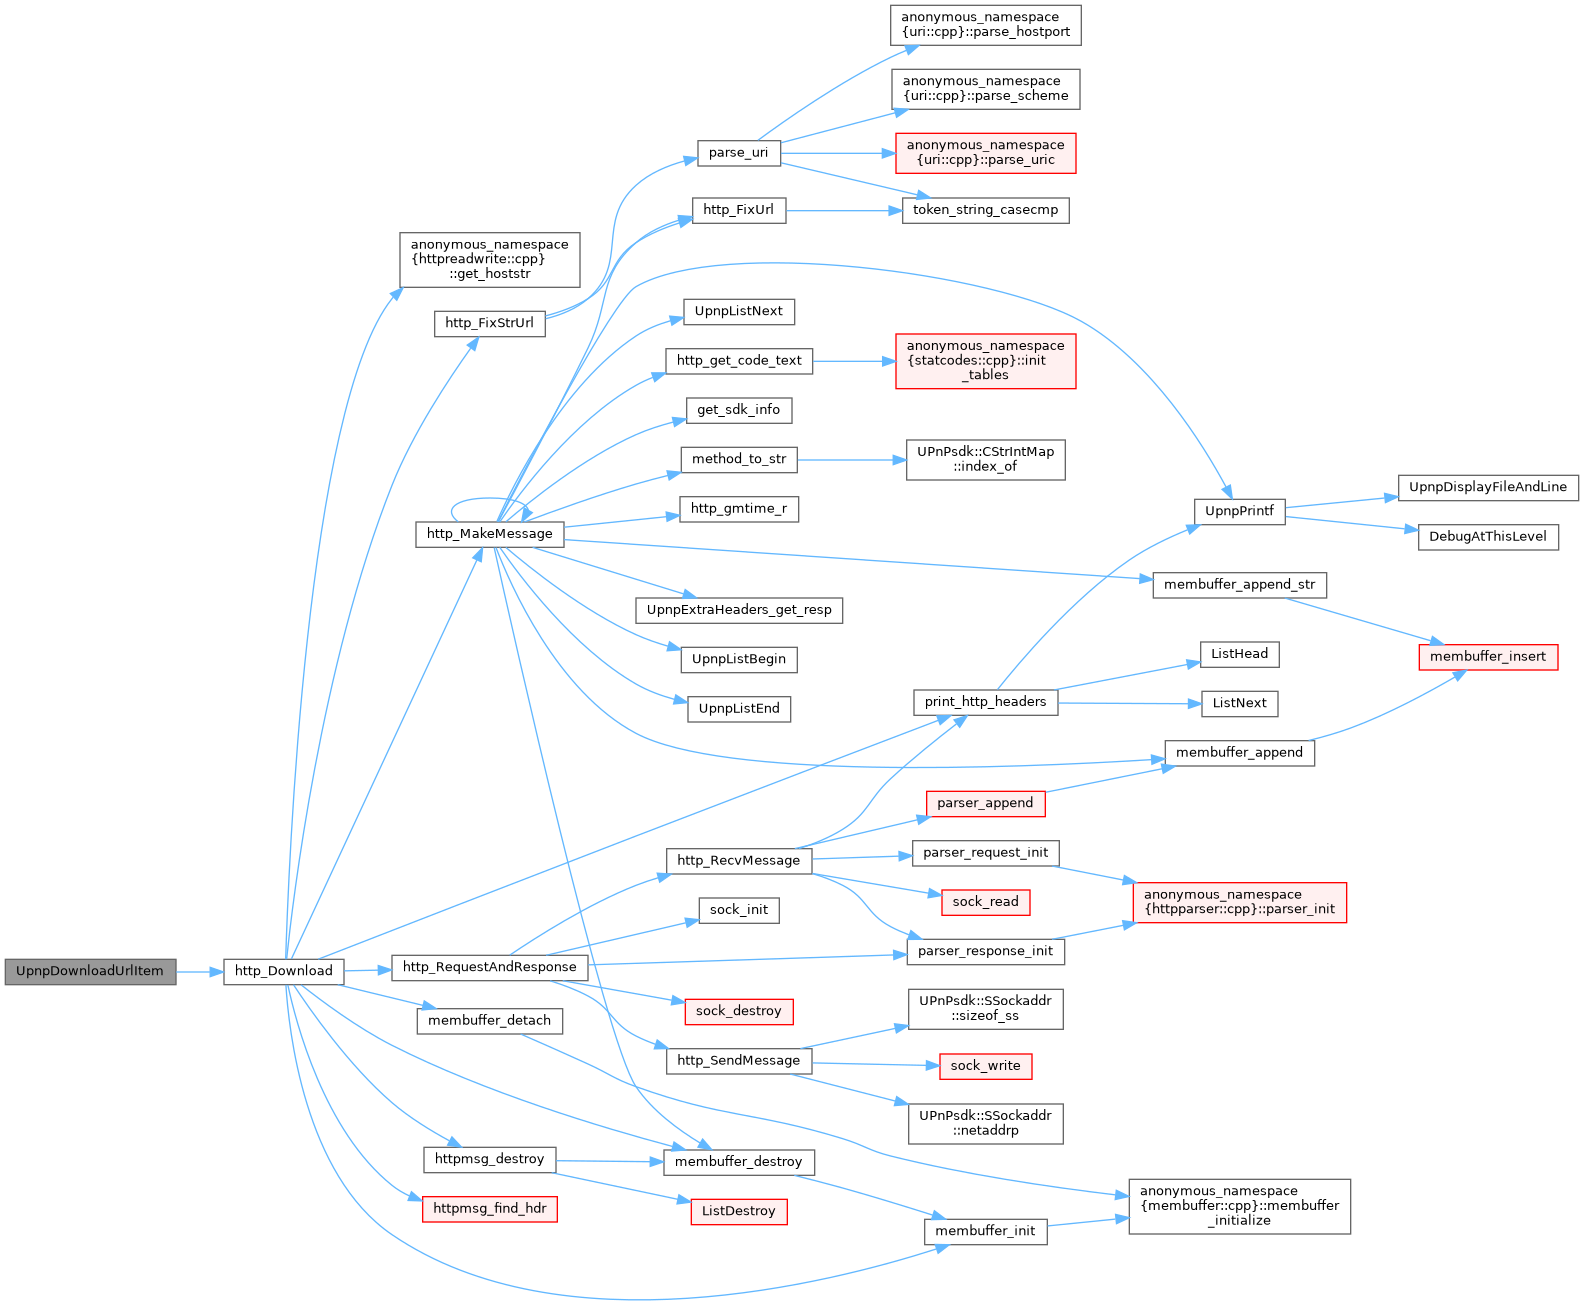 anonymous_namespace
{uri::cpp}::parse_hostport
anonymous_namespace
{uri::cpp}::parse_scheme
parse_uri
anonymous_namespace
{uri::cpp}::parse_uric
http_FixUrl
token_string_casecmp
anonymous_namespace
{httpreadwrite::cpp}
::get_hoststr
http_FixStrUrl
UpnpListNext
http_get_code_text
anonymous_namespace
{statcodes::cpp}::init
_tables
get_sdk_info
method_to_str
UPnPsdk::CStrIntMap
::index_of
http_gmtime_r
UpnpPrintf
UpnpDisplayFileAndLine
DebugAtThisLevel
http_MakeMessage
membuffer_append_str
UpnpExtraHeaders_get_resp
UpnpListBegin
ListHead
membuffer_insert
UpnpListEnd
print_http_headers
ListNext
membuffer_append
parser_append
http_RecvMessage
parser_request_init
sock_read
anonymous_namespace
{httpparser::cpp}::parser_init
sock_init
parser_response_init
UpnpDownloadUrlItem
http_Download
http_RequestAndResponse
sock_destroy
UPnPsdk::SSockaddr
::sizeof_ss
membuffer_detach
http_SendMessage
sock_write
UPnPsdk::SSockaddr
::netaddrp
httpmsg_destroy
membuffer_destroy
httpmsg_find_hdr
ListDestroy
membuffer_init
anonymous_namespace
{membuffer::cpp}::membuffer
_initialize